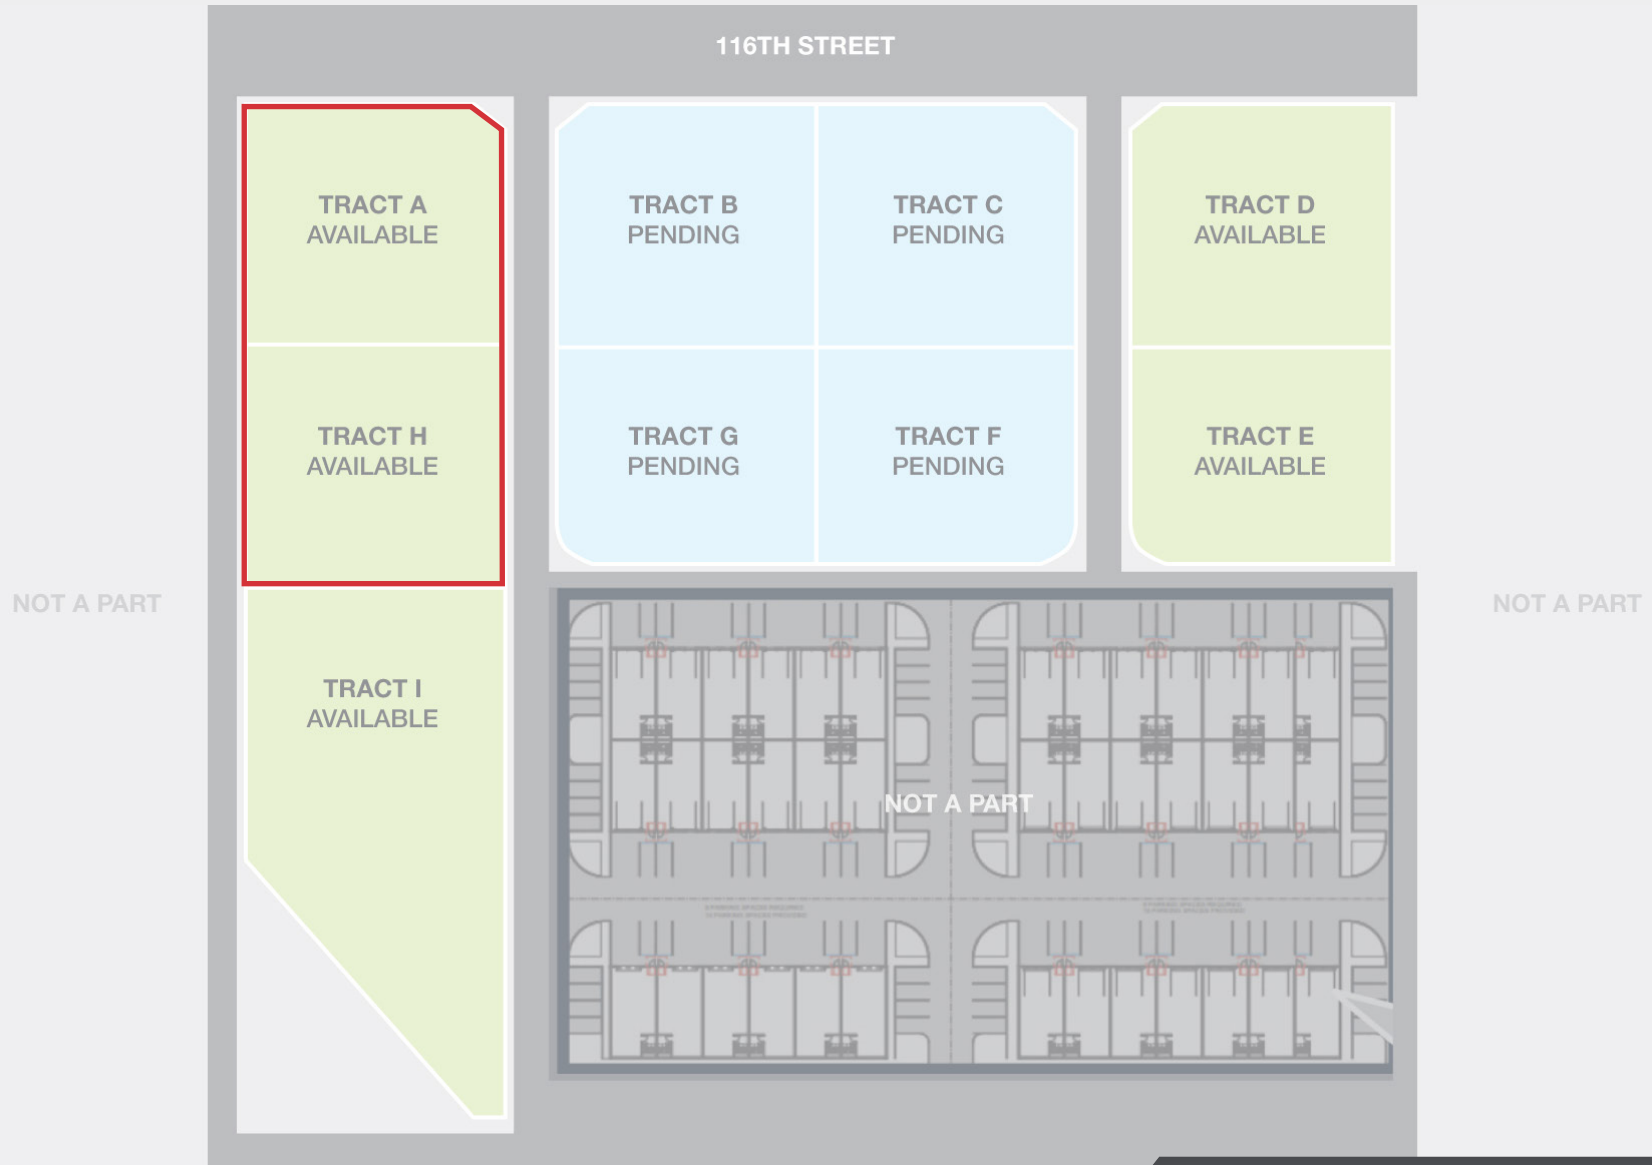 116TH STREET
TRACT A
AVAILABLE
TRACT B
PENDING
TRACT C
PENDING
TRACT D
AVAILABLE
TRACT H
AVAILABLE
TRACT G
PENDING
TRACT F
PENDING
TRACT E
AVAILABLE
NOT A PART
NOT A PART
TRACT I
AVAILABLE
NOT A PART